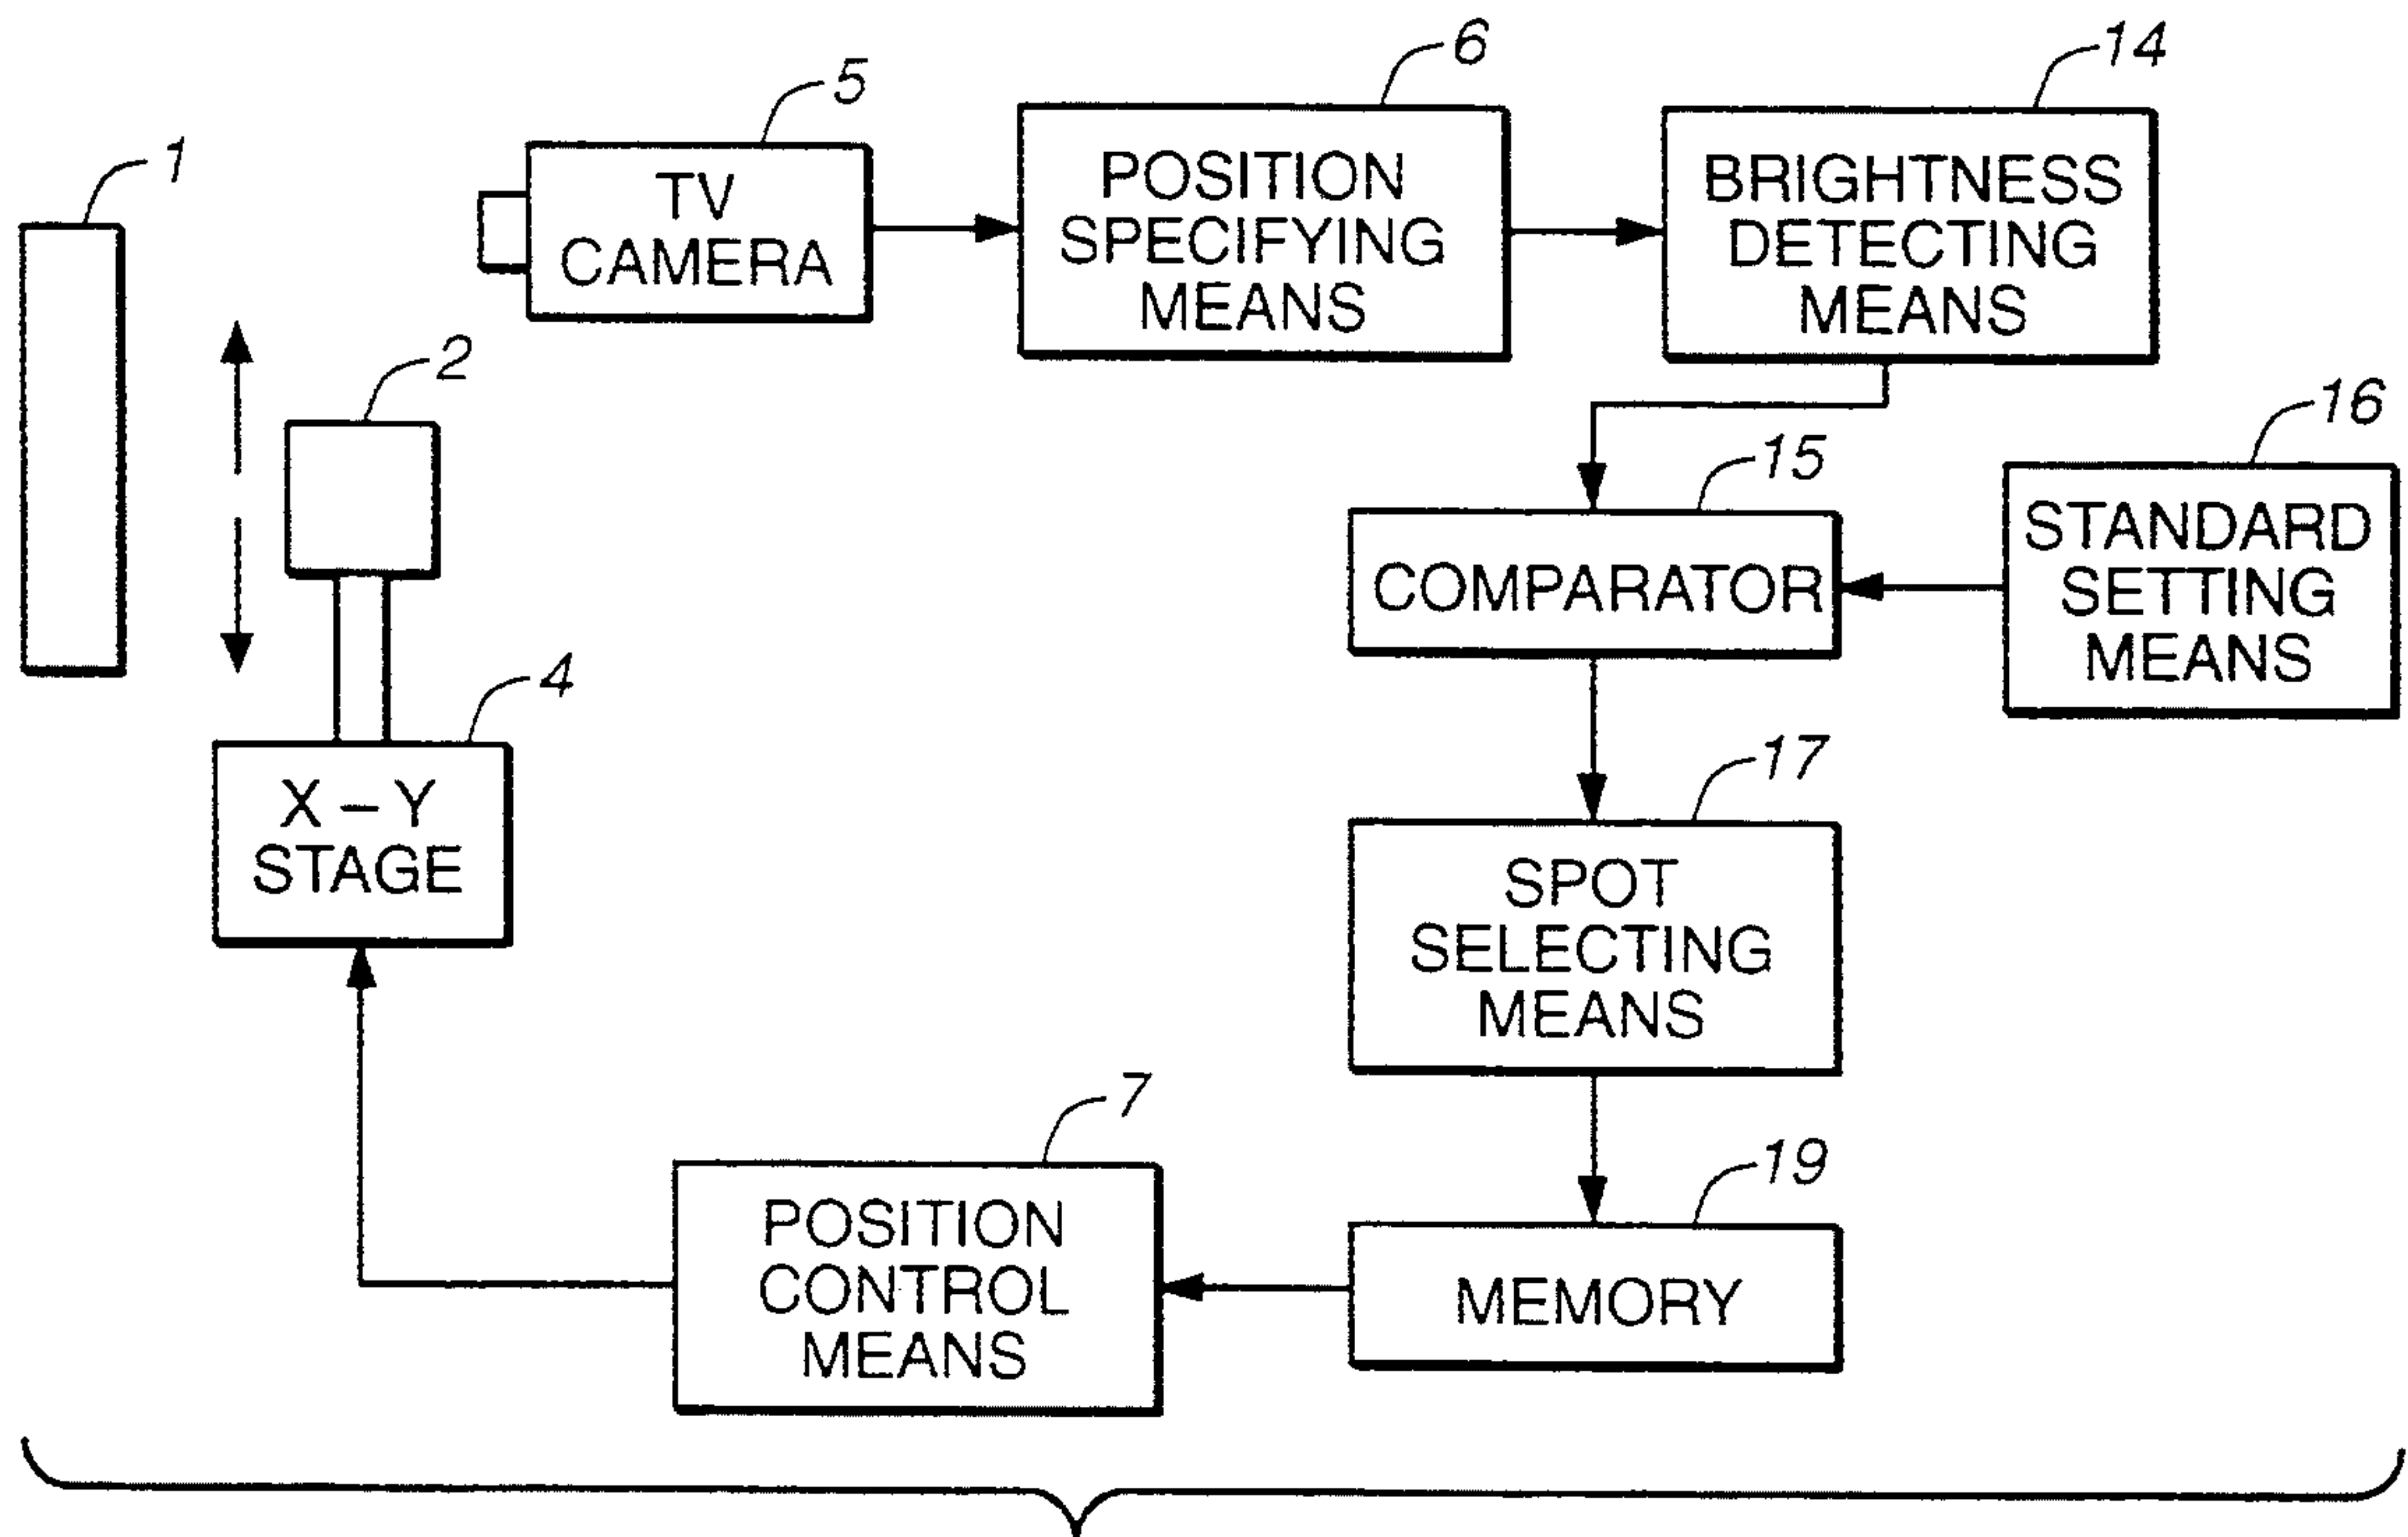 1
5
TV
CAMERA
6
POSITION
SPECIFYING
MEANS
14
BRIGHTNESS
DETECTING
MEANS
2
15
COMPARATOR
16
STANDARD
SETTING
MEANS
4
X – Y
STAGE
17
SPOT
SELECTING
MEANS
7
POSITION
CONTROL
MEANS
19
MEMORY